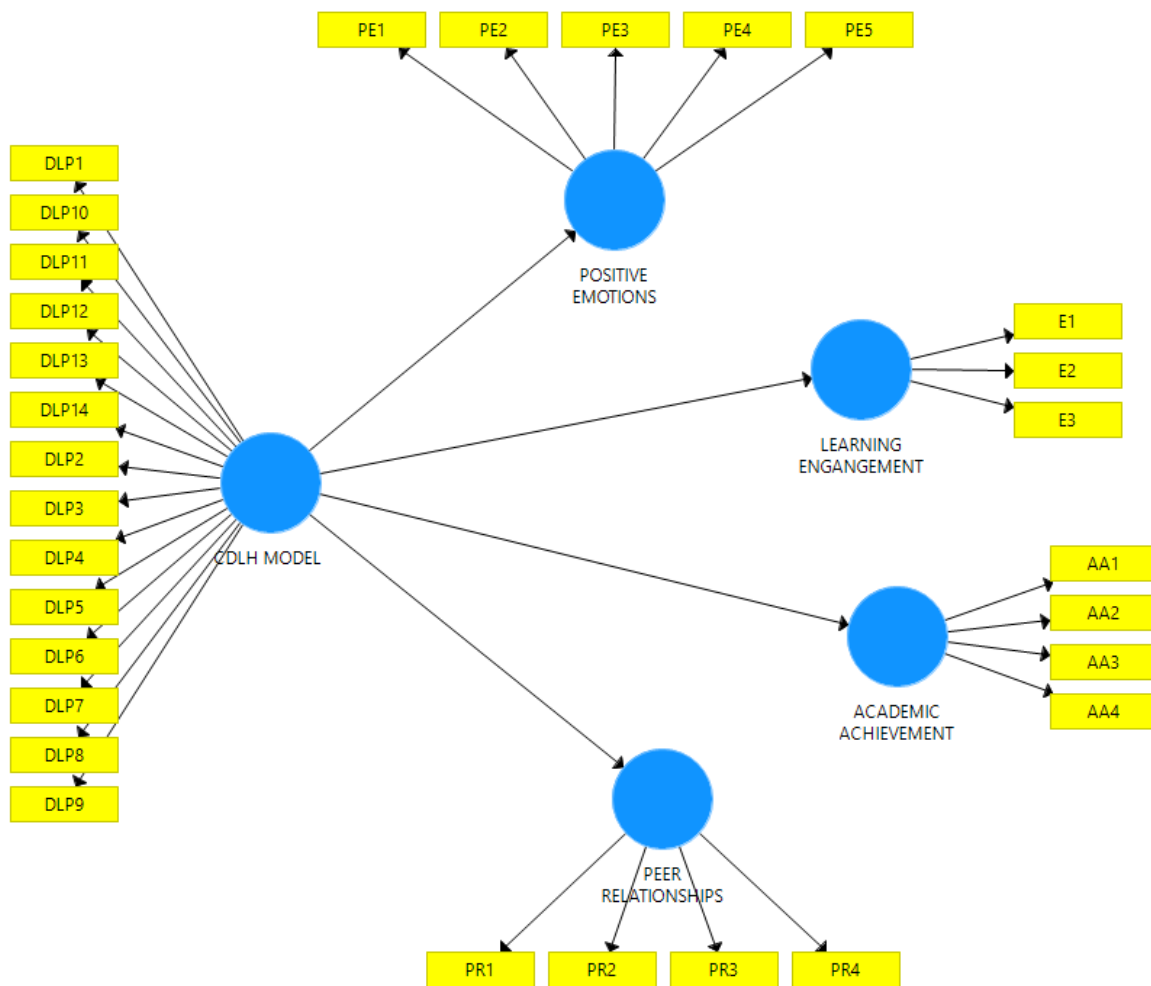 PE1
PE2
PE3
PE4
PE5
DLP1
DLP10
DLP11
DLP12
DLP13
DLP14
DLP2
DLP3
DLP4
DLP5
DLP6
DLP7
DLP8
DLP9
CDLH MODEL
POSITIVE
EMOTIONS
LEARNING
ENGANGEMENT
E1
E2
E3
ACADEMIC
ACHIEVEMENT
AA1
AA2
AA3
AA4
PEER
RELATIONSHIPS
PR1
PR2
PR3
PR4